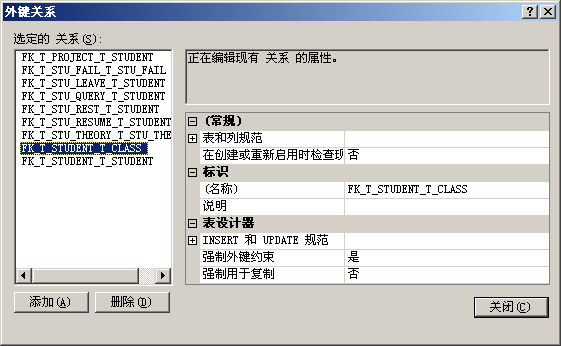 外键关系
选定的 关系(S):
FK_T_PROJECT_T_STUDENT
FK_T_STU_FAIL_T_STU_FAIL
FK_T_STU_LEAVE_T_STUDENT
FK_T_STU_QUERY_T_STUDENT
FK_T_STU_REST_T_STUDENT
FK_T_STU_RESUME_T_STUDENT
FK_T_STU_THEORY_T_STU_THE
FK_T_STUDENT_T_CLASS
FK_T_STUDENT_T_STUDENT
添加(A)
删除(D)
正在编辑现有 关系 的属性。
(常规)
表和列规范
在创建或重新启用时检查现 否
标识
(名称) FK_T_STUDENT_T_CLASS
说明
表设计器
INSERT 和 UPDATE 规范
强制外键约束 是
强制用于复制 否
关闭(C)